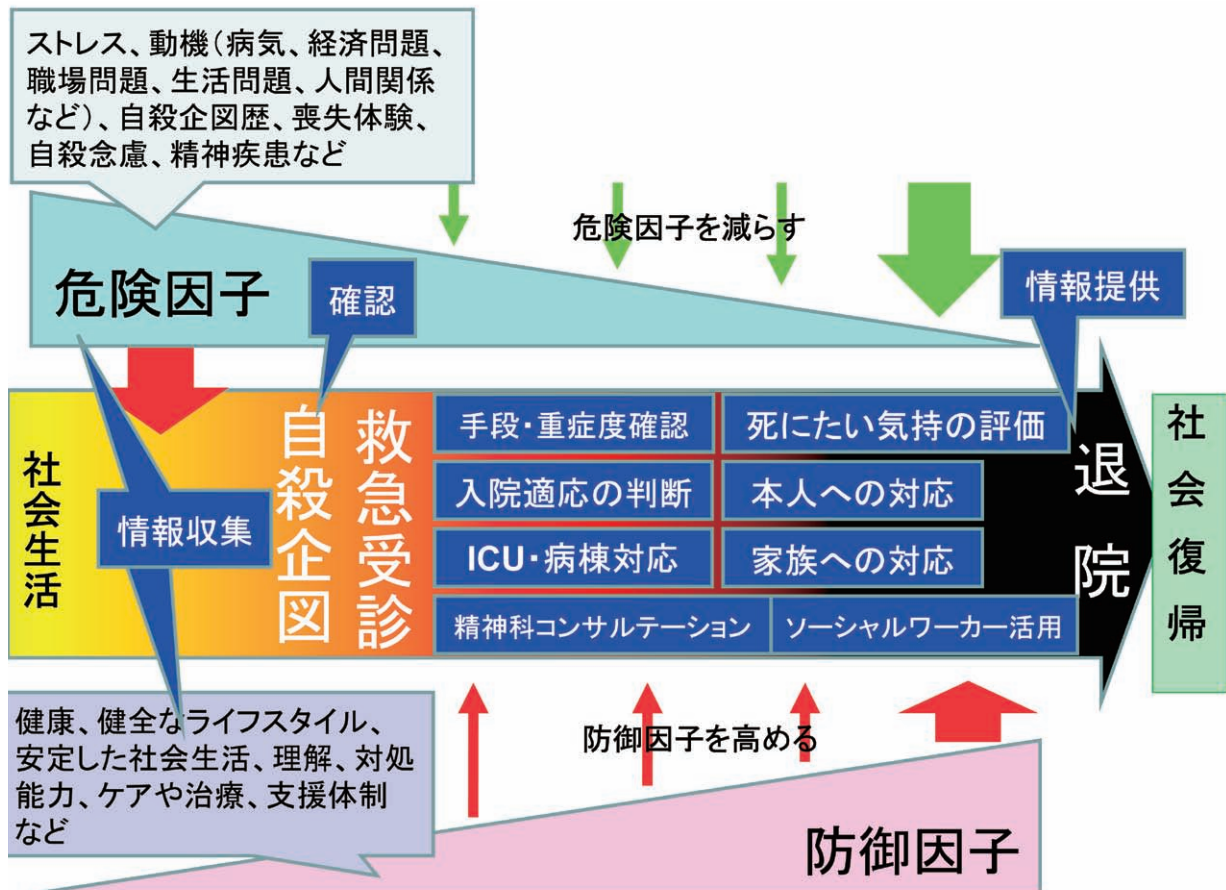 ストレス、動機(病気、経済問題、
職場問題、生活問題、人間関係
など)、自殺企図歴、喪失体験、
自殺念慮、精神疾患など
危険因子を減らす
危険因子
確認
情報提供
社会生活
情報収集
自殺企図
救急受診
手段・重症度確認
死にたい気持の評価
入院適応の判断
本人への対応
ICU・病棟対応
家族への対応
精神科コンサルテーション
ソーシャルワーカー活用
退院
社会復帰
健康、健全なライフスタイル、
安定した社会生活、理解、対処
能力、ケアや治療、支援体制
など
防御因子を高める
防御因子